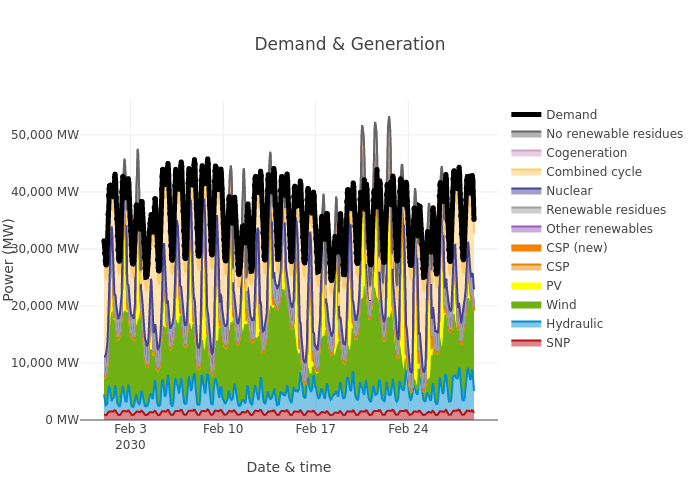 Demand & Generation
50,000 MW
40,000 MW
30,000 MW
20,000 MW
10,000 MW
0 MW
Power (MW)
Feb 3
2030
Feb 10
Feb 17
Feb 24
Date & time
Demand
No renewable residues
Cogeneration
Combined cycle
Nuclear
Renewable residues
Other renewables
CSP (new)
CSP
PV
Wind
Hydraulic
SNP